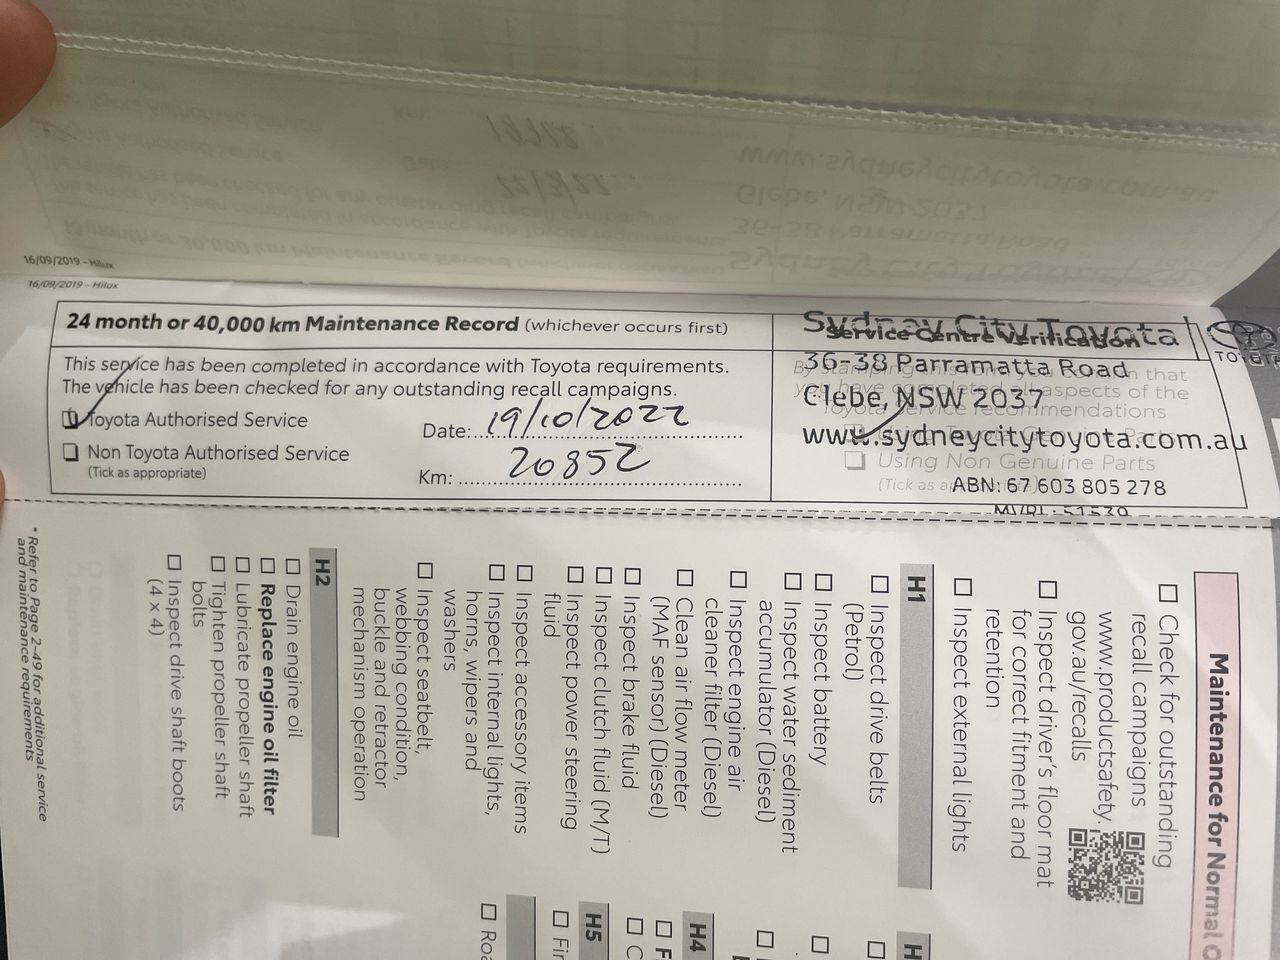 16/09/2019 - Hilux
16/09/2019 - Hilux
24 month or 40,000 km Maintenance Record (whichever occurs first)
This service has been completed in accordance with Toyota requirements.
The vehicle has been checked for any outstanding recall campaigns.
Toyota Authorised Service
Non Toyota Authorised Service
(Tick as appropriate)
Date: 19/10/2022
Km: 20852
Service Centre Verification
Sydney City Toyota
TOYOTA
36-38 Parramatta Road
Glebe, NSW 2037
www.sydneycitytoyota.com.au
Using Non Genuine Parts
(Tick as
ABN: 67 603 805 278
Maintenance for Normal
Check for outstanding
recall campaigns
www.productsafety.
gov.au/recalls
Inspect driver's floor mat
for correct fitment and
retention
Inspect external lights
H1
Inspect drive belts
(Petrol)
Inspect battery
Inspect water sediment
accumulator (Diesel)
Inspect engine air
cleaner filter (Diesel)
Clean air flow meter
(MAF sensor) (Diesel)
Inspect brake fluid
Inspect clutch fluid (M/T)
Inspect power steering
fluid
Inspect accessory items
Inspect internal lights,
horns, wipers and
washers
Inspect seatbelt,
webbing condition,
buckle and retractor
mechanism operation
H2
Drain engine oil
Replace engine oil filter
Lubricate propeller shaft
Tighten propeller shaft
bolts
Inspect drive shaft boots
(4 x 4)
* Refer to Page 2-49 for additional service
and maintenance requirements
H4
H5